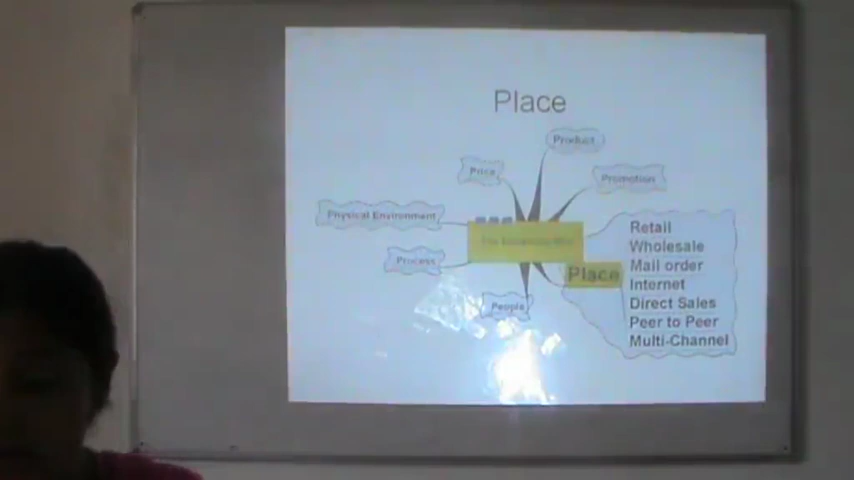 Place
Product
Price
Promotion
Physical Environment
Process
People
Place
Retail
Wholesale
Mail order
Internet
Direct Sales
Peer to Peer
Multi-Channel